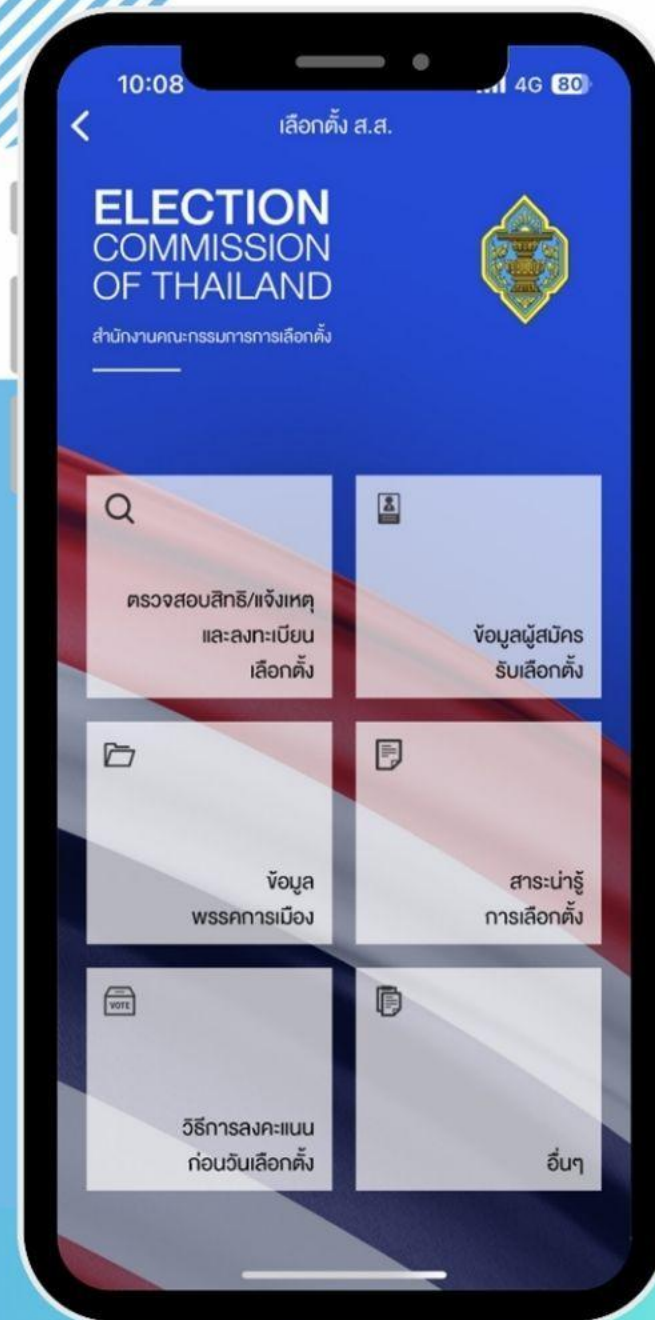 10:08
4G 80
เลือกตั้ง ส.ส.
ELECTION
COMMISSION
OF THAILAND
สำนักงานคณะกรรมการการเลือกตั้ง
ตรวจสอบสิทธิ/แจ้งเหตุ
และลงทะเบียน
เลือกตั้ง
ข้อมูลผู้สมัคร
รับเลือกตั้ง
ข้อมูล
พรรคการเมือง
สาระน่ารู้
การเลือกตั้ง
VOTE
วิธีการลงคะแนน
ก่อนวันเลือกตั้ง
อื่นๆ